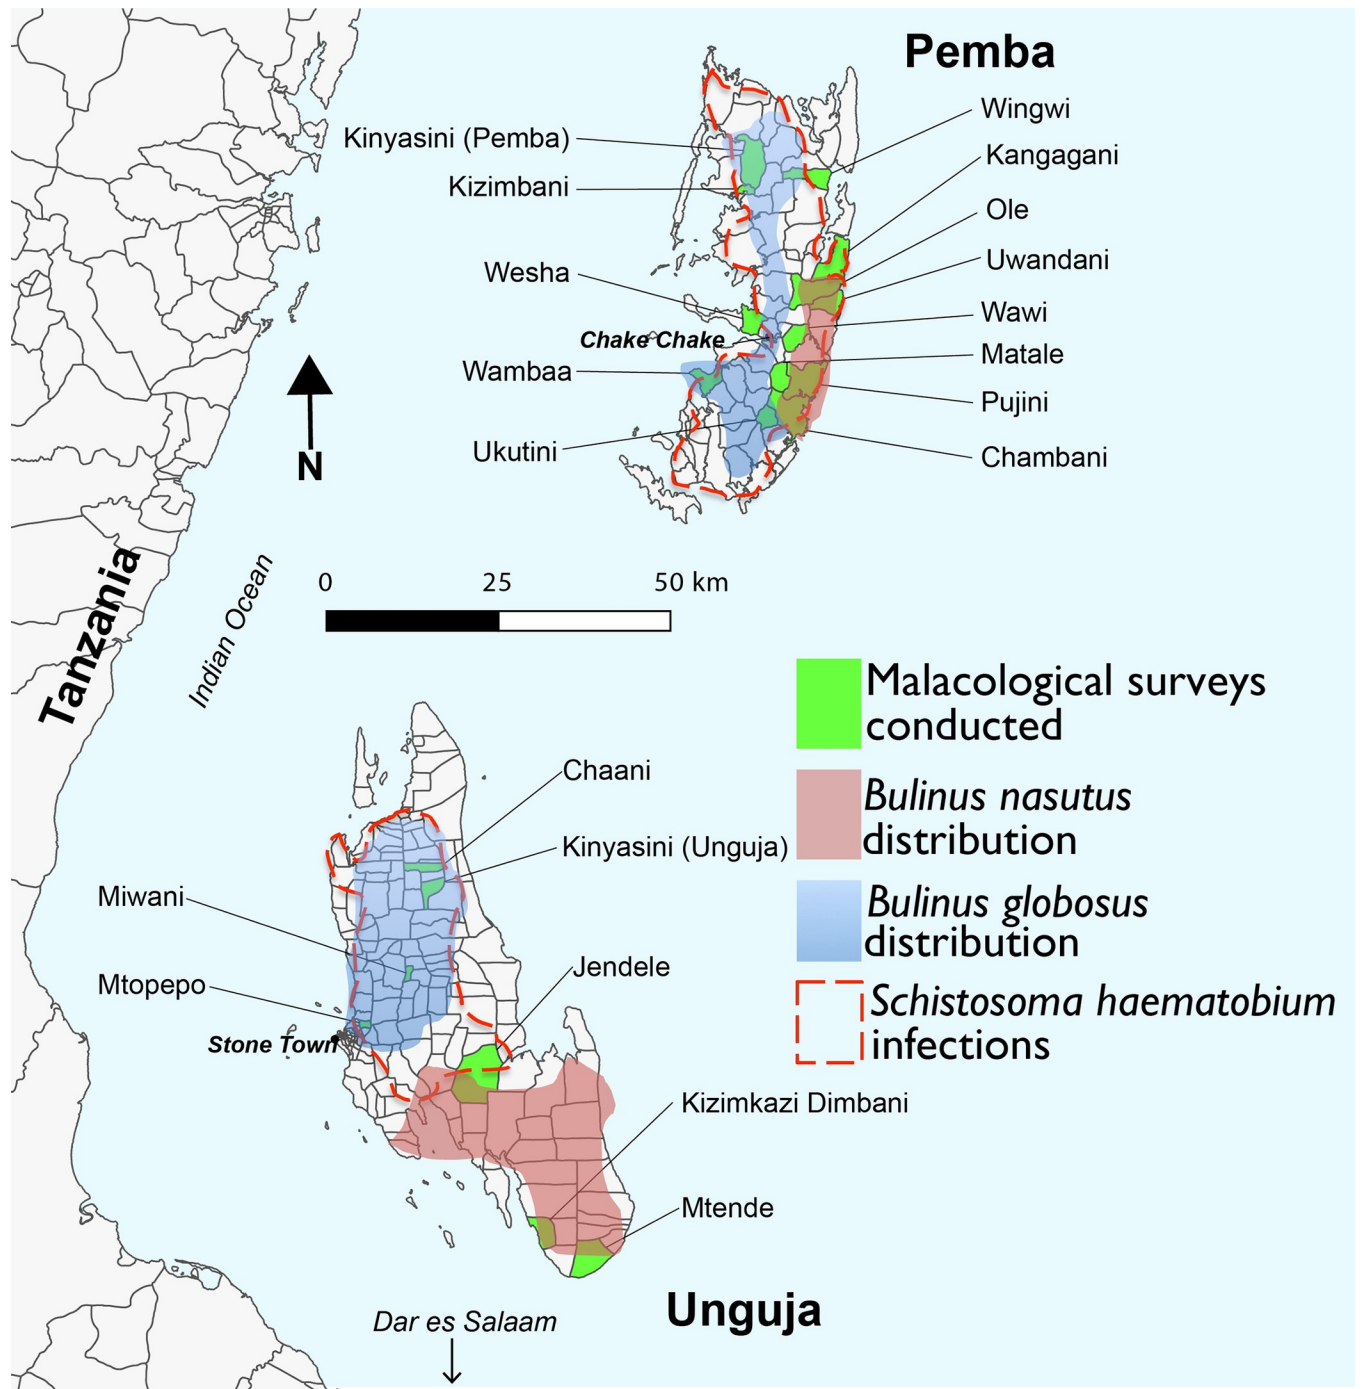 Pemba
Wingwi
Kinyasini (Pemba)
Kangagani
Kizimbani
Ole
Uwandani
Wesha
Wawi
Chake Chake
Matale
Wambaa
Pujini
Ukutini
Chambani
N
Tanzania
Indian Ocean
0 25 50 km
Malacological surveys
conducted
Bulinus nasutus
distribution
Bulinus globosus
distribution
Schistosoma haematobium
infections
Chaani
Kinyasini (Unguja)
Miwani
Jendele
Mtopepo
Stone Town
Kizimkazi Dimbani
Mtende
Unguja
Dar es Salaam